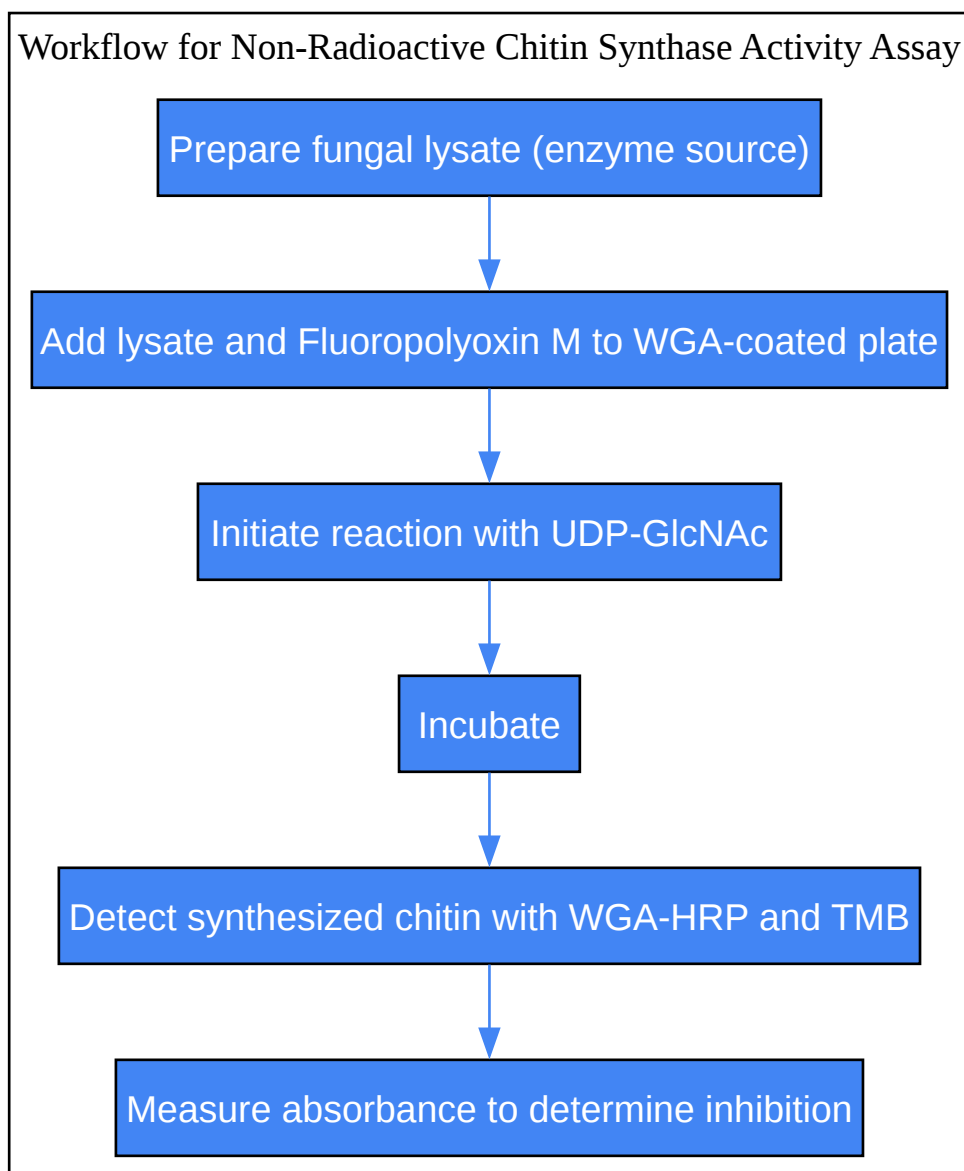 Workflow for Non-Radioactive Chitin Synthase Activity Assay
Prepare fungal lysate (enzyme source)
Add lysate and Fluoropolyoxin M to WGA-coated plate
Initiate reaction with UDP-GlcNAc
Incubate
Detect synthesized chitin with WGA-HRP and TMB
Measure absorbance to determine inhibition